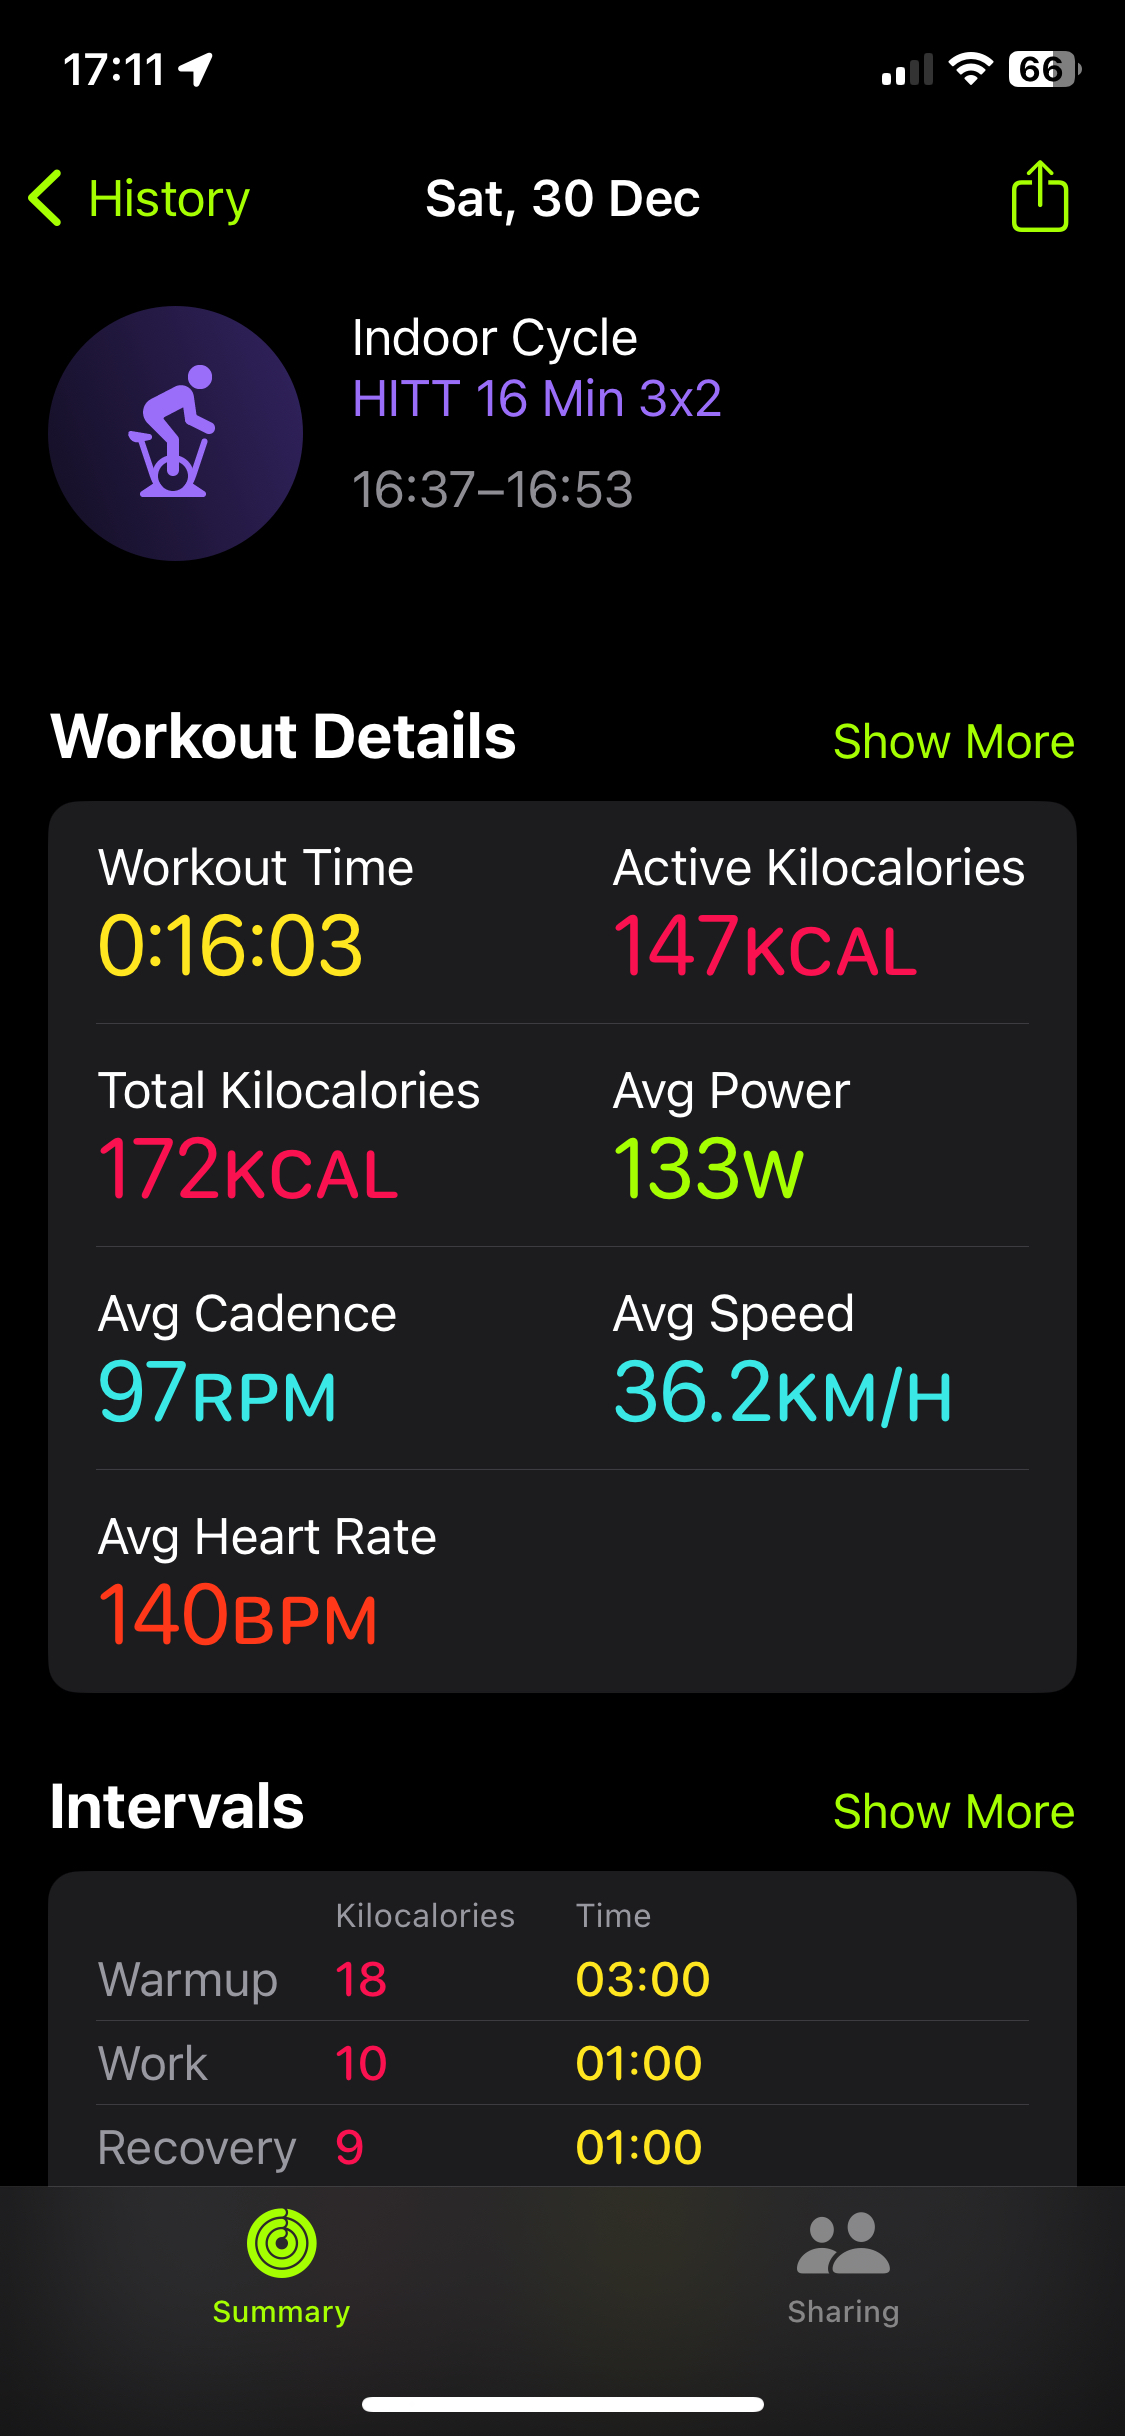 17:11
66
History
Sat, 30 Dec
Indoor Cycle
HITT 16 Min 3x2
16:37–16:53
Workout Details
Show More
Workout Time
Active Kilocalories
0:16:03
147KCAL
Total Kilocalories
Avg Power
172KCAL
133W
Avg Cadence
Avg Speed
97RPM
36.2KM/H
Avg Heart Rate
140BPM
Intervals
Show More
Kilocalories Time
Warmup 18 03:00
Work 10 01:00
Recovery 9 01:00
Summary
Sharing